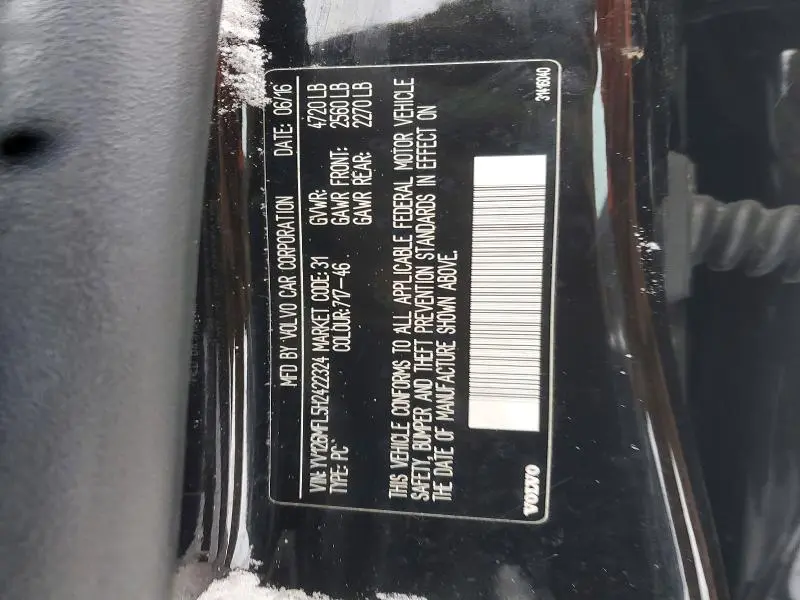 MFD BY VOLVO CAR CORPORATION DATE: 06/16
VIN: YV126MFL5H2422324 MARKET CODE: 31 GVWR: 4720 LB
TYPE: PC COLOUR: 717-46 GAWR FRONT: 2560 LB
GAWR REAR: 2270 LB
THIS VEHICLE CONFORMS TO ALL APPLICABLE FEDERAL MOTOR VEHICLE
SAFETY, BUMPER AND THEFT PREVENTION STANDARDS IN EFFECT ON
THE DATE OF MANUFACTURE SHOWN ABOVE.
VOLVO 31416040